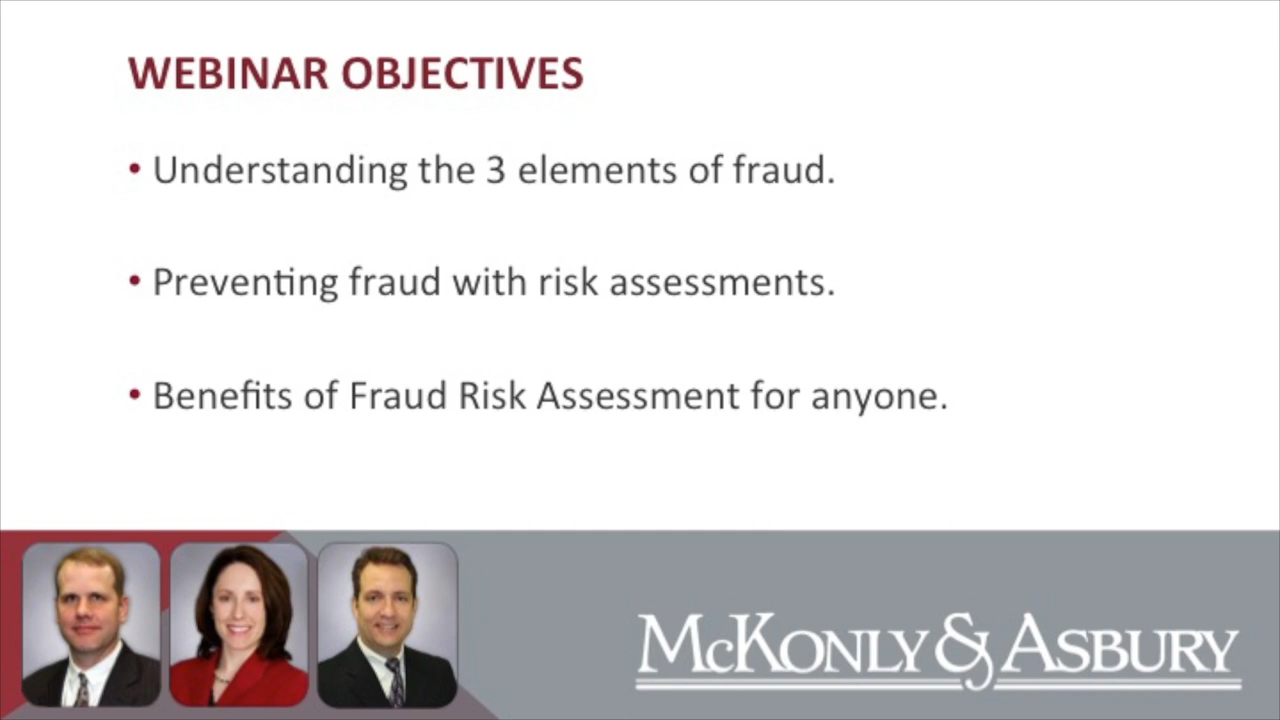 WEBINAR OBJECTIVES
• Understanding the 3 elements of fraud.
• Preventing fraud with risk assessments.
• Benefits of Fraud Risk Assessment for anyone.
McKonly & Asbury